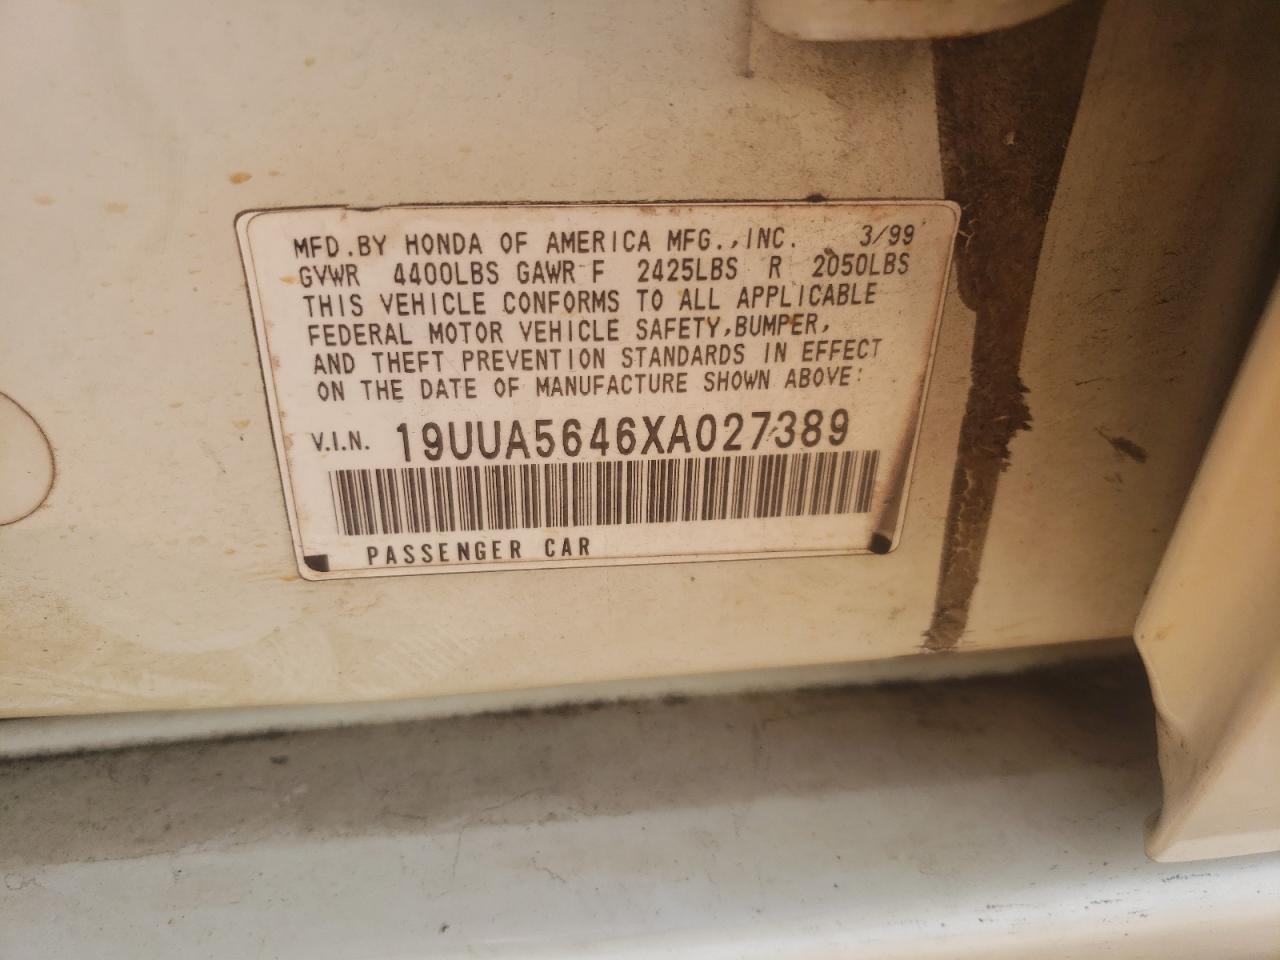 MFD.BY HONDA OF AMERICA MFG.,INC. 3/99
GVWR 4400LBS GAWR F 2425LBS R 2050LBS
THIS VEHICLE CONFORMS TO ALL APPLICABLE
FEDERAL MOTOR VEHICLE SAFETY,BUMPER,
AND THEFT PREVENTION STANDARDS IN EFFECT
ON THE DATE OF MANUFACTURE SHOWN ABOVE:
V.I.N. 19UUA5646XA027389
PASSENGER CAR